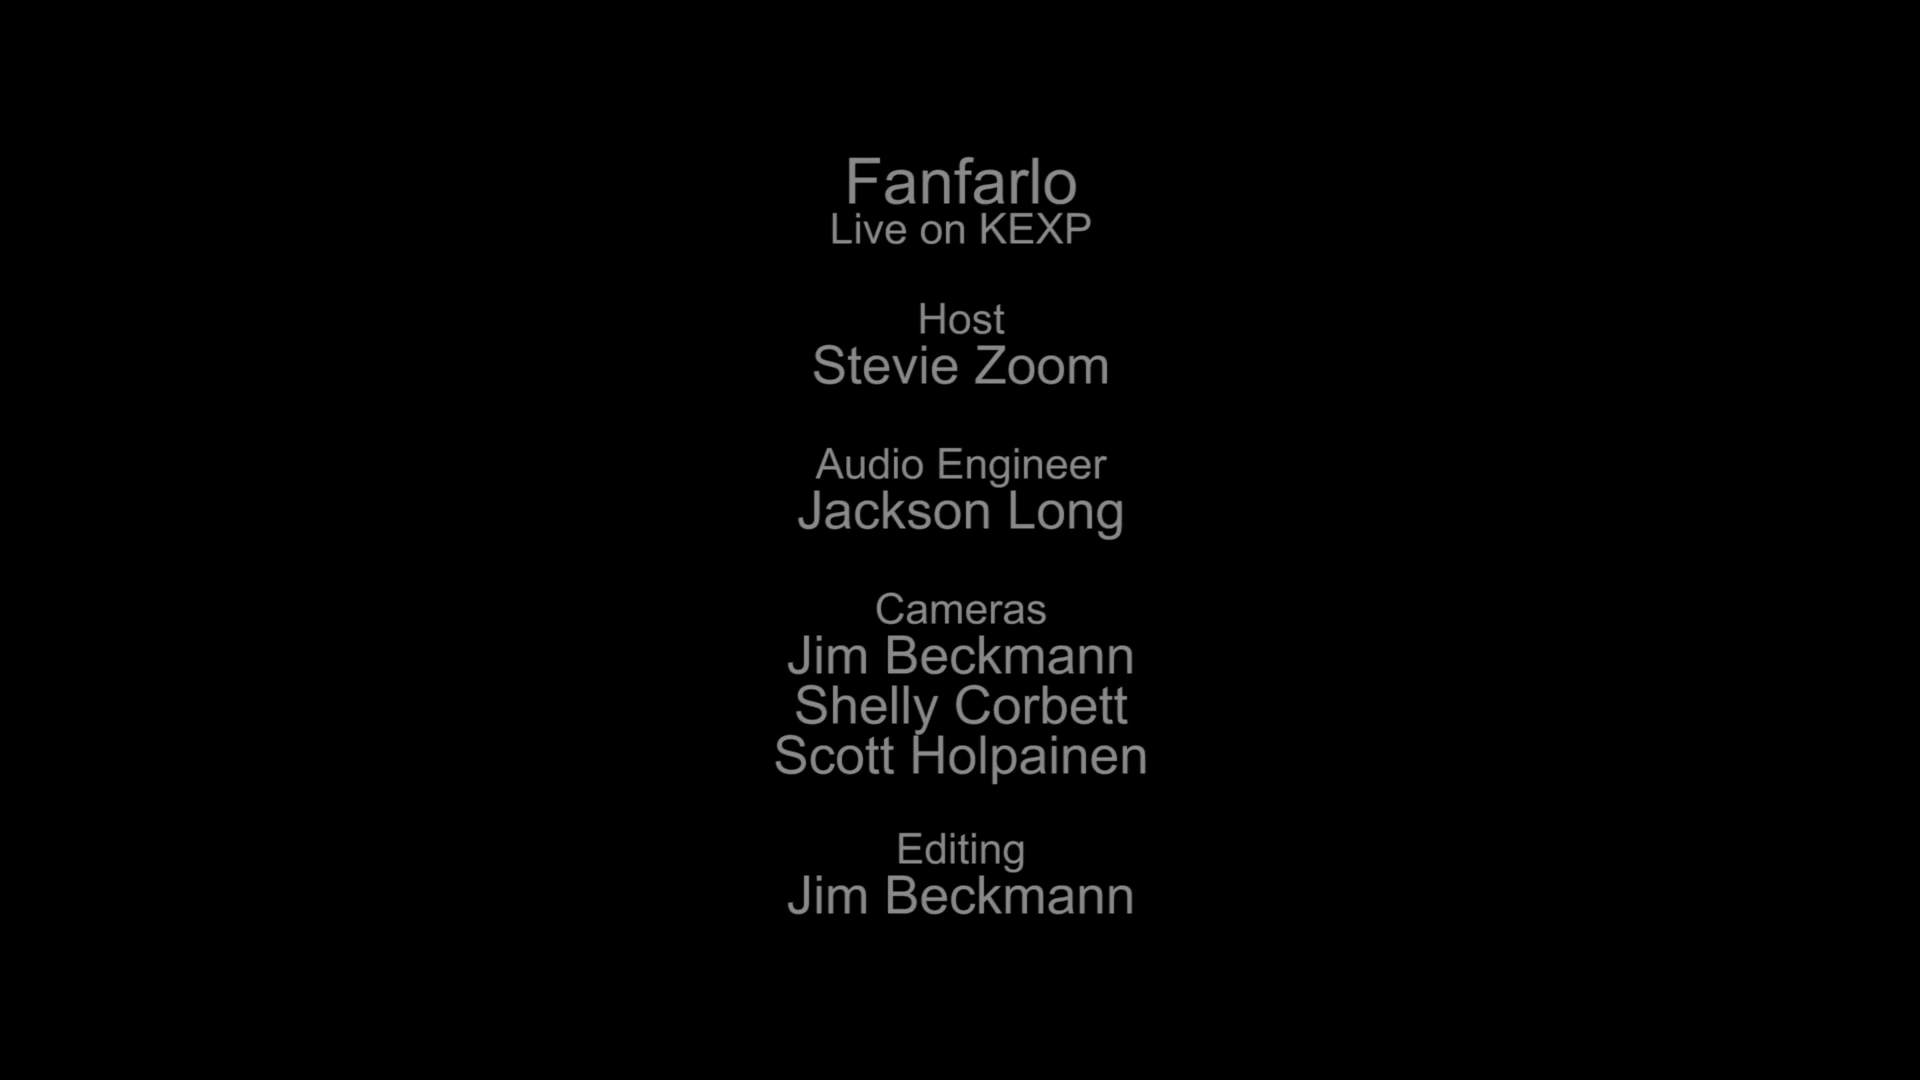 Fanfarlo
Live on KEXP
Host
Stevie Zoom
Audio Engineer
Jackson Long
Cameras
Jim Beckmann
Shelly Corbett
Scott Holpainen
Editing
Jim Beckmann